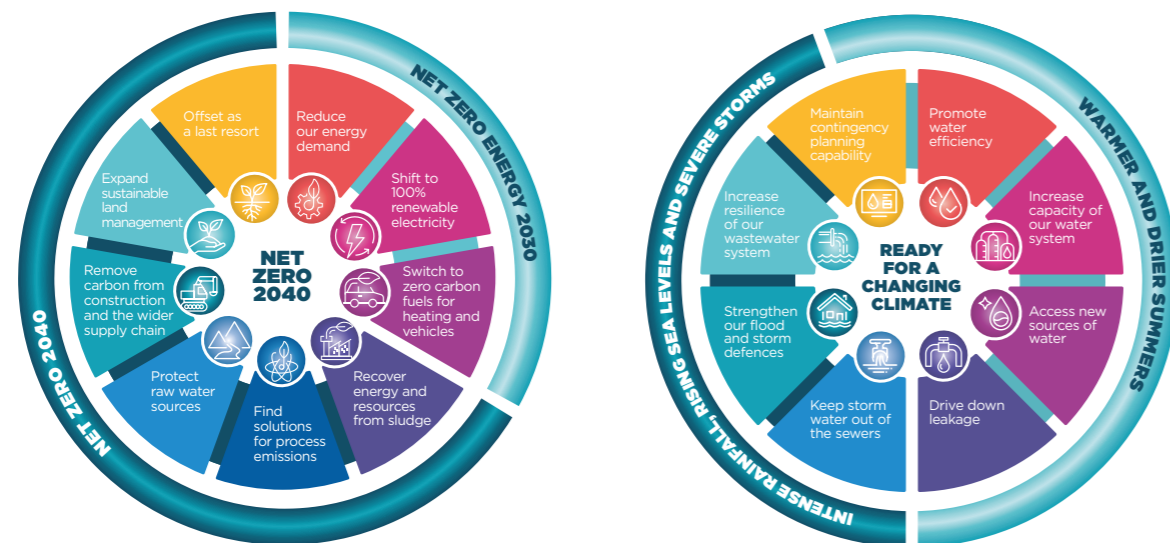 NET ZERO ENERGY 2030
NET ZERO 2040
Offset as
a last resort
Reduce
our energy
demand
Shift to
100%
renewable
electricity
Switch to
zero carbon
fuels for
heating and
vehicles
Recover
energy and
resources
from sludge
Find
solutions
for process
emissions
Protect
raw water
sources
Remove
carbon from
construction
and the wider
supply chain
Expand
sustainable
land
management
NET
ZERO
2040
INTENSE RAINFALL, RISING SEA LEVELS AND SEVERE STORMS
WARMER AND DRIER SUMMERS
Maintain
contingency
planning
capability
Promote
water
efficiency
Increase
capacity of
our water
system
Access new
sources of
water
Drive down
leakage
Keep storm
water out of
the sewers
Strengthen
our flood
and storm
defences
Increase
resilience
of our
wastewater
system
READY
FOR A
CHANGING
CLIMATE